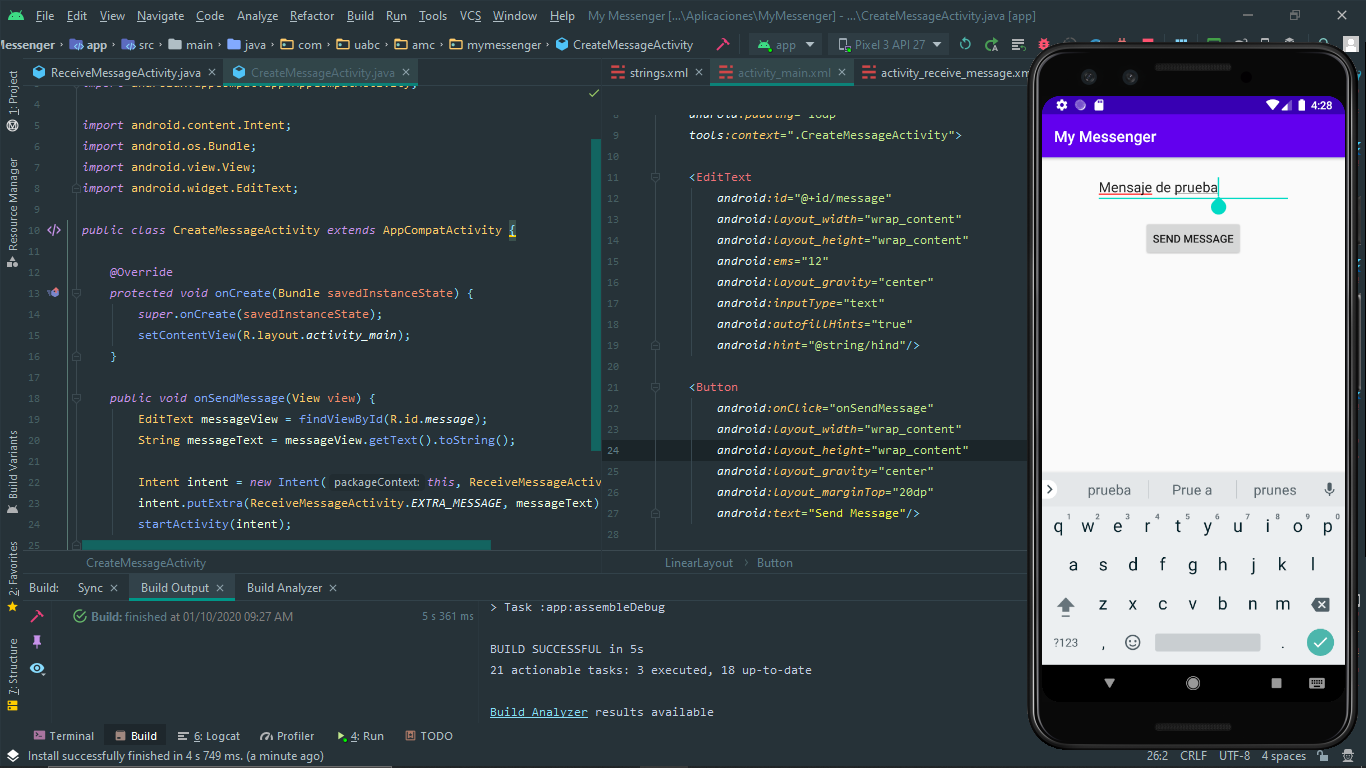 File Edit View Navigate Code Analyze Refactor Build Run Tools VCS Window Help My Messenger [...\Aplicaciones\MyMessenger] - ...\CreateMessageActivity.java [app]
Messenger app src main java com uabc amc mymessenger CreateMessageActivity app Pixel 3 API 27
ReceiveMessageActivity.java CreateMessageActivity.java strings.xml activity_main.xml activity_receive_message.xm
1: Project
Resource Manager
Build Variants
2: Favorites
7: Structure
4
5 import android.content.Intent;
6 import android.os.Bundle;
7 import android.view.View;
8 import android.widget.EditText;
9
10 public class CreateMessageActivity extends AppCompatActivity {
11
12 @Override
13 protected void onCreate(Bundle savedInstanceState) {
14 super.onCreate(savedInstanceState);
15 setContentView(R.layout.activity_main);
16 }
17
18 public void onSendMessage(View view) {
19 EditText messageView = findViewById(R.id.message);
20 String messageText = messageView.getText().toString();
21
22 Intent intent = new Intent( packageContext: this, ReceiveMessageActiv
23 intent.putExtra(ReceiveMessageActivity.EXTRA_MESSAGE, messageText)
24 startActivity(intent);
25
CreateMessageActivity
8
9 tools:context=".CreateMessageActivity">
10
11 <EditText
12 android:id="@+id/message"
13 android:layout_width="wrap_content"
14 android:layout_height="wrap_content"
15 android:ems="12"
16 android:layout_gravity="center"
17 android:inputType="text"
18 android:autofillHints="true"
19 android:hint="@string/hind"/>
20
21 <Button
22 android:onClick="onSendMessage"
23 android:layout_width="wrap_content"
24 android:layout_height="wrap_content"
25 android:layout_gravity="center"
26 android:layout_marginTop="20dp"
27 android:text="Send Message"/>
28
LinearLayout Button
4:28
My Messenger
Mensaje de prueba
SEND MESSAGE
prueba Prue a prunes
q1 w2 e3 r4 t5 y6 u7 i8 o9 p0
a s d f g h j k l
z x c v b n m
?123 , .
Build: Sync Build Output Build Analyzer
Build: finished at 01/10/2020 09:27 AM 5 s 361 ms
> Task :app:assembleDebug
BUILD SUCCESSFUL in 5s
21 actionable tasks: 3 executed, 18 up-to-date
Build Analyzer results available
Terminal Build 6: Logcat Profiler 4: Run TODO
Install successfully finished in 4 s 749 ms. (a minute ago) 26:2 CRLF UTF-8 4 spaces